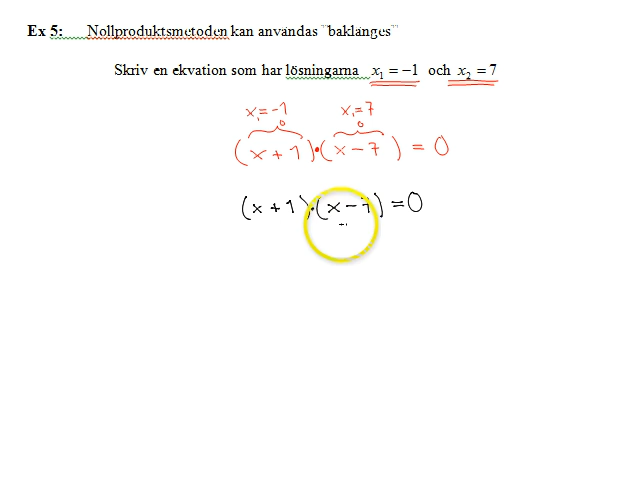 Ex 5: Nollproduktsmetoden kan användas "baklänges"
Skriv en ekvation som har lösningarna x₁ = −1 och x₂ = 7
x₁=-1 x₁=7
0 0
(x+1)•(x-7)=0
(x+1)•(x-7)=0